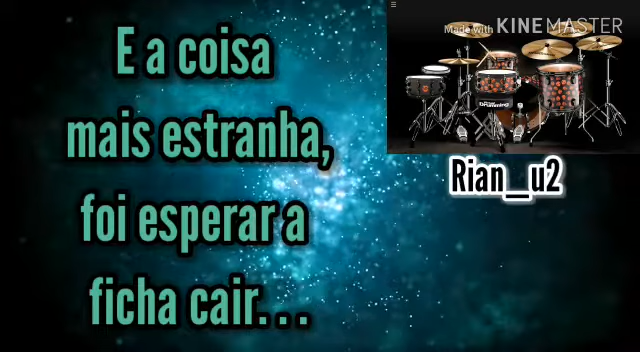 E a coisa
mais estranha,
foi esperar a
ficha cair. . .
Made with KINEMASTER
Rian_u2